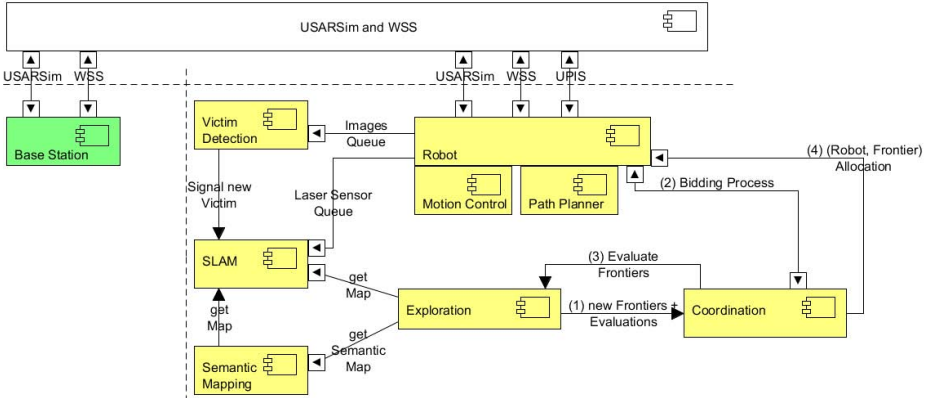 USARSim and WSS
USARSim
WSS
USARSim
WSS
UPIS
Base Station
Victim
Detection
Images
Queue
Robot
Motion Control
Path Planner
(4) (Robot, Frontier)
Allocation
(2) Bidding Process
Signal new
Victim
Laser Sensor
Queue
SLAM
get
Map
(3) Evaluate
Frontiers
Exploration
(1) new Frontiers +
Evaluations
Coordination
get
Map
get
Semantic
Map
Semantic
Mapping